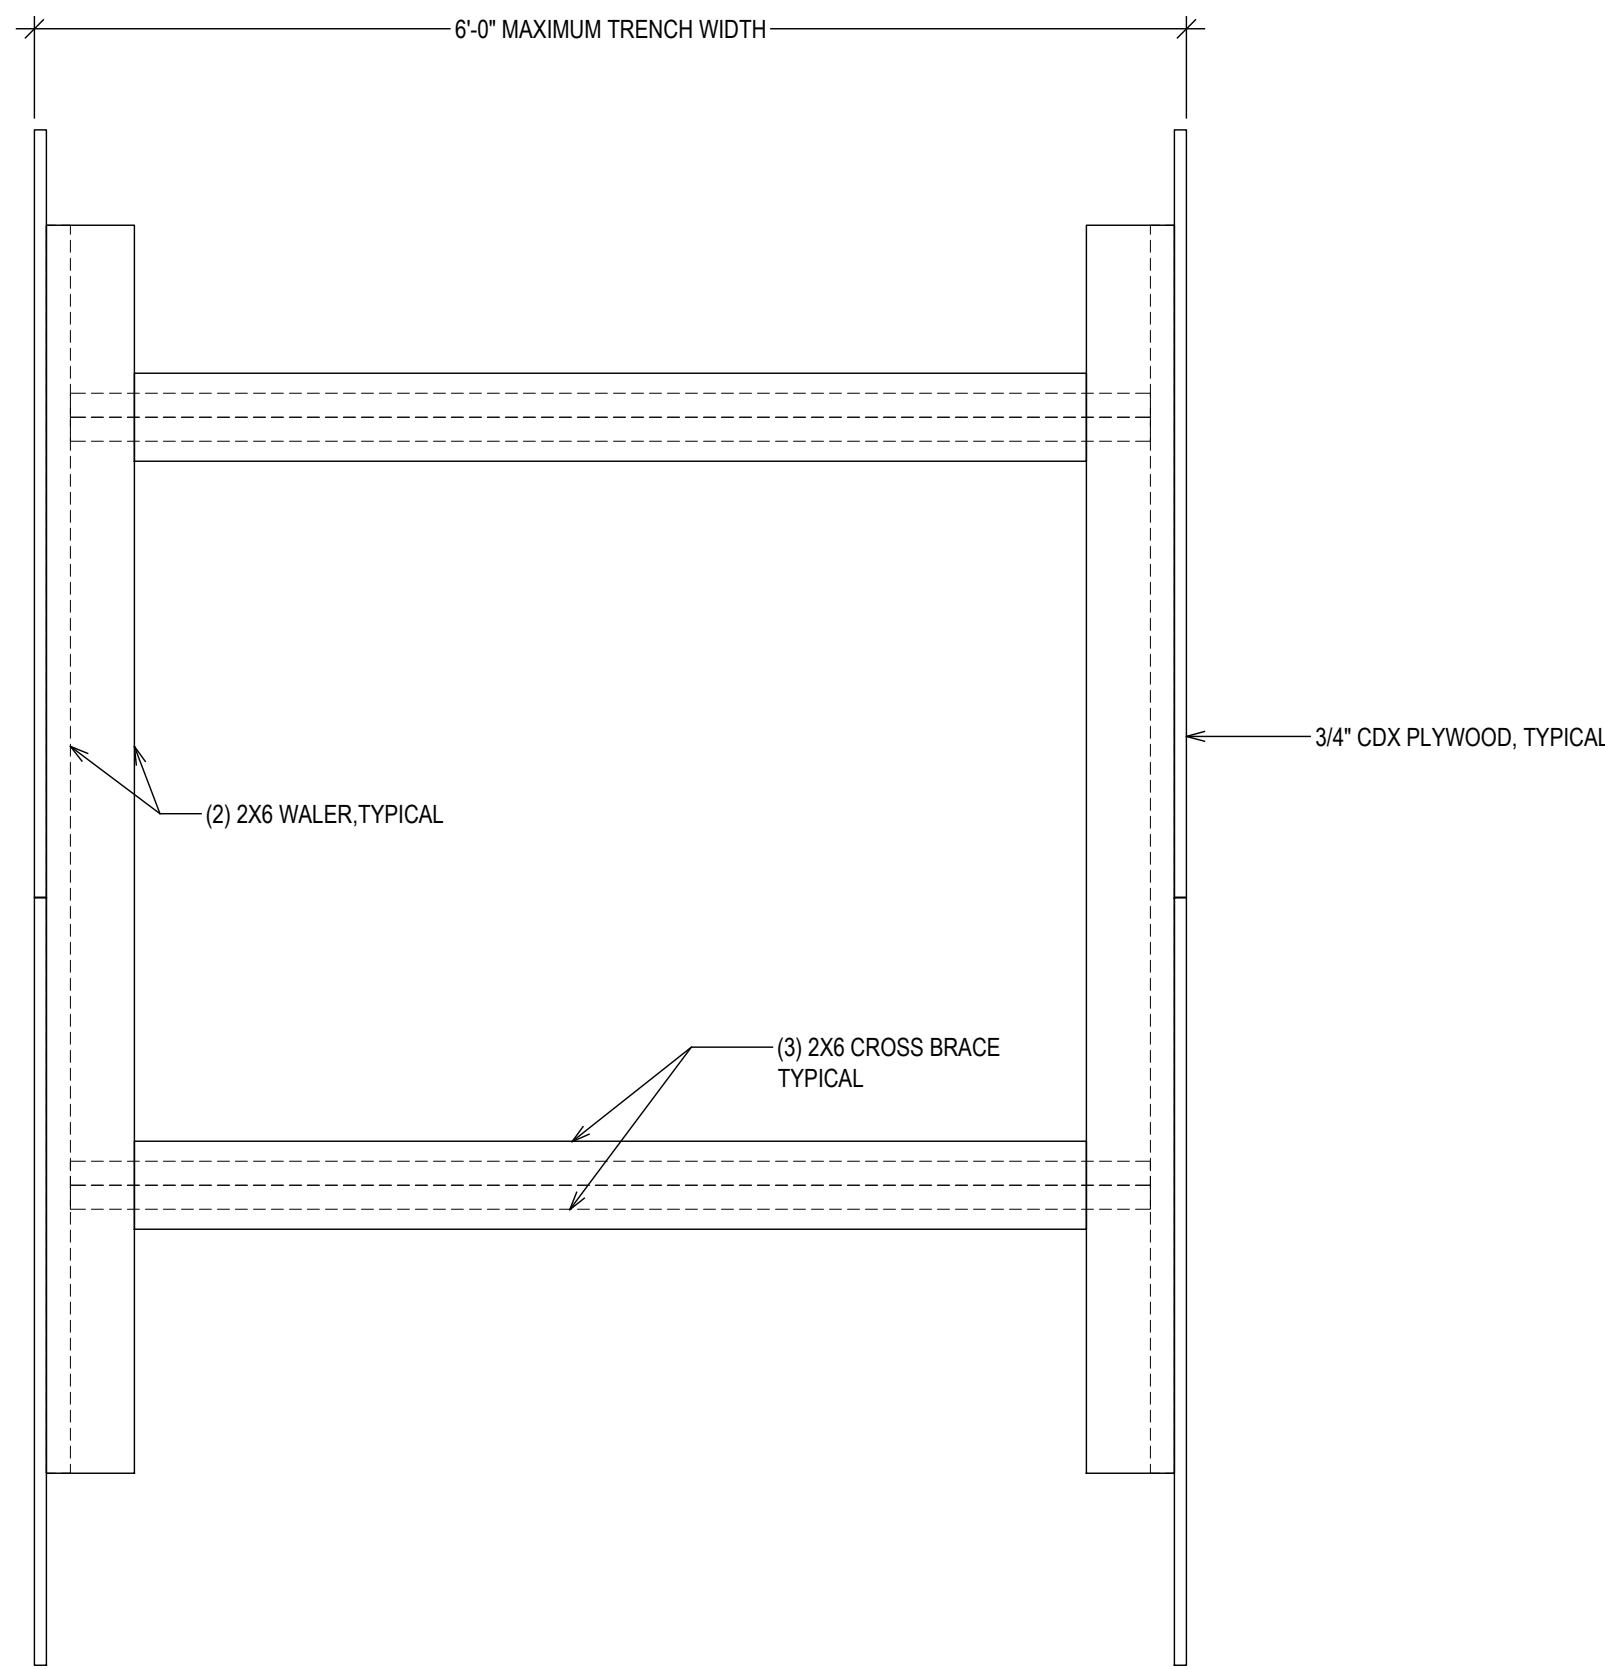 6'-0" MAXIMUM TRENCH WIDTH
3/4" CDX PLYWOOD, TYPICAL
(2) 2X6 WALER,TYPICAL
(3) 2X6 CROSS BRACE
TYPICAL